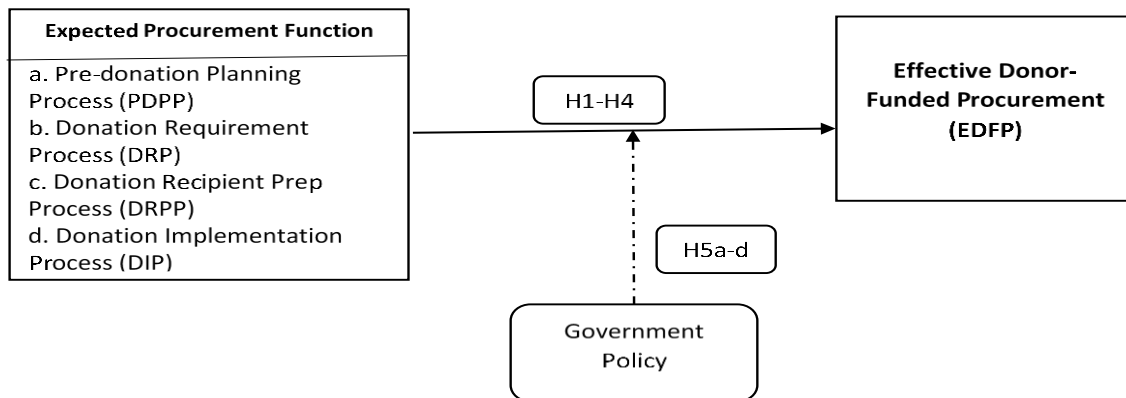 Expected Procurement Function
a. Pre-donation Planning
Process (PDPP)
b. Donation Requirement
Process (DRP)
c. Donation Recipient Prep
Process (DRPP)
d. Donation Implementation
Process (DIP)
H1-H4
Effective Donor-
Funded Procurement
(EDFP)
H5a-d
Government
Policy